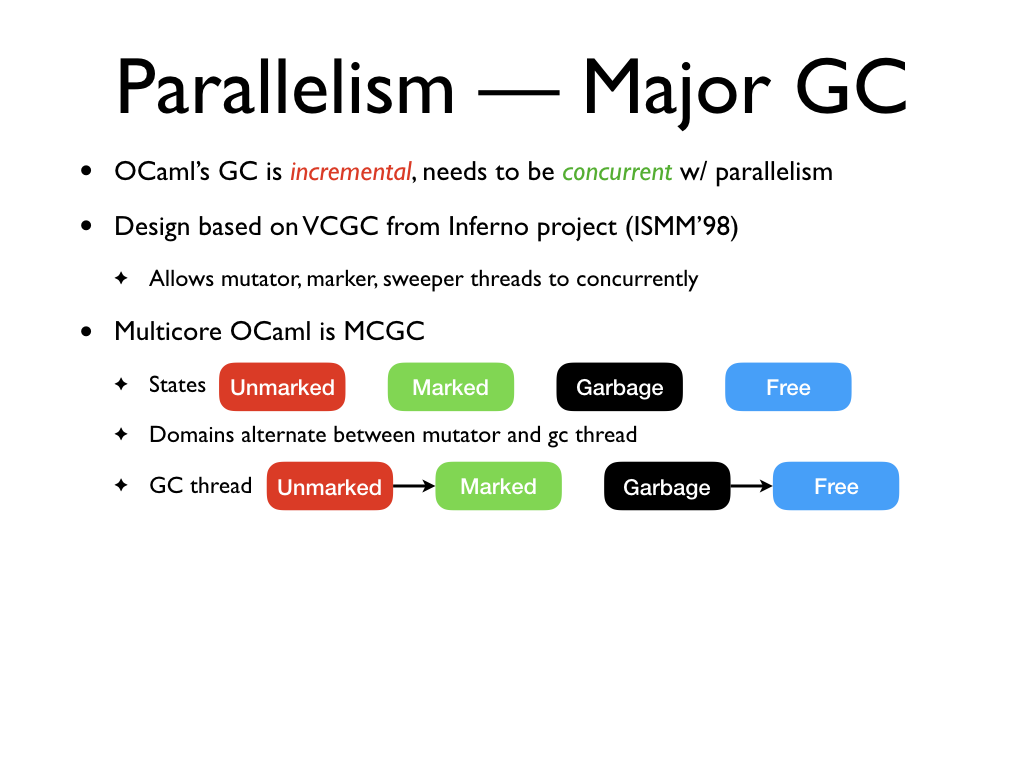 Parallelism — Major GC
• OCaml’s GC is incremental, needs to be concurrent w/ parallelism
• Design based on VCGC from Inferno project (ISMM’98)
✦ Allows mutator, marker, sweeper threads to concurrently
• Multicore OCaml is MCGC
✦ States Unmarked Marked Garbage Free
✦ Domains alternate between mutator and gc thread
✦ GC thread Unmarked Marked Garbage Free